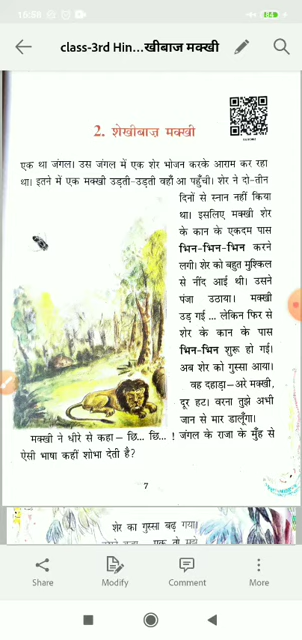 15:58
class-3rd Hin...खीबाज मक्खी
2. शेखीबाज़ मक्खी
एक था जंगल। उस जंगल में एक शेर भोजन करके आराम कर रहा
था। इतने में एक मक्खी उड़ती-उड़ती वहाँ आ पहुँची। शेर ने दो-तीन
दिनों से स्नान नहीं किया
था। इसलिए मक्खी शेर
के कान के एकदम पास
भिन-भिन-भिन करने
लगी। शेर को बहुत मुश्किल
से नींद आई थी। उसने
पंजा उठाया। मक्खी
उड़ गई ... लेकिन फिर से
शेर के कान के पास
भिन-भिन शुरू हो गई।
अब शेर को गुस्सा आया।
वह दहाड़ा – अरे मक्खी,
दूर हट। वरना तुझे अभी
जान से मार डालूँगा।
मक्खी ने धीरे से कहा – छि... छि... ! जंगल के राजा के मुँह से
ऐसी भाषा कहीं शोभा देती है?
7
शेर का गुस्सा बढ़ गया।
Share
Modify
Comment
More